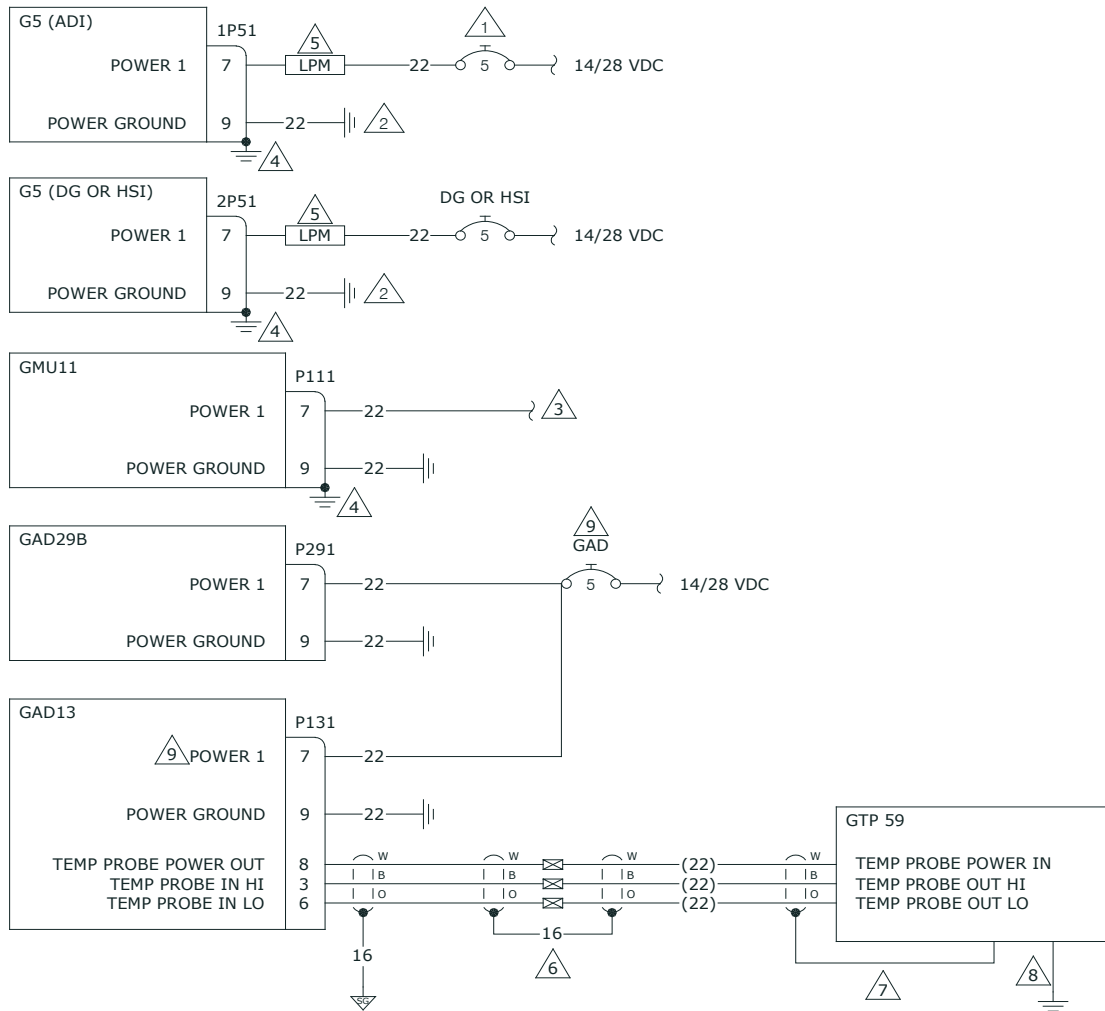 G5 (ADI)
1P51
POWER 1 7 5 LPM 22 1 5 14/28 VDC
POWER GROUND 9 22 2
4
G5 (DG OR HSI)
2P51
DG OR HSI
POWER 1 7 5 LPM 22 5 14/28 VDC
POWER GROUND 9 22 2
4
GMU11
P111
POWER 1 7 22 3
POWER GROUND 9 22
4
GAD29B
P291
9
GAD
POWER 1 7 22 5 14/28 VDC
POWER GROUND 9 22
GAD13
P131
9 POWER 1 7 22
POWER GROUND 9 22
GTP 59
TEMP PROBE POWER OUT 8 W W W (22) W TEMP PROBE POWER IN
TEMP PROBE IN HI 3 B B B (22) B TEMP PROBE OUT HI
TEMP PROBE IN LO 6 O O O (22) O TEMP PROBE OUT LO
16 16
6 7 8
SG